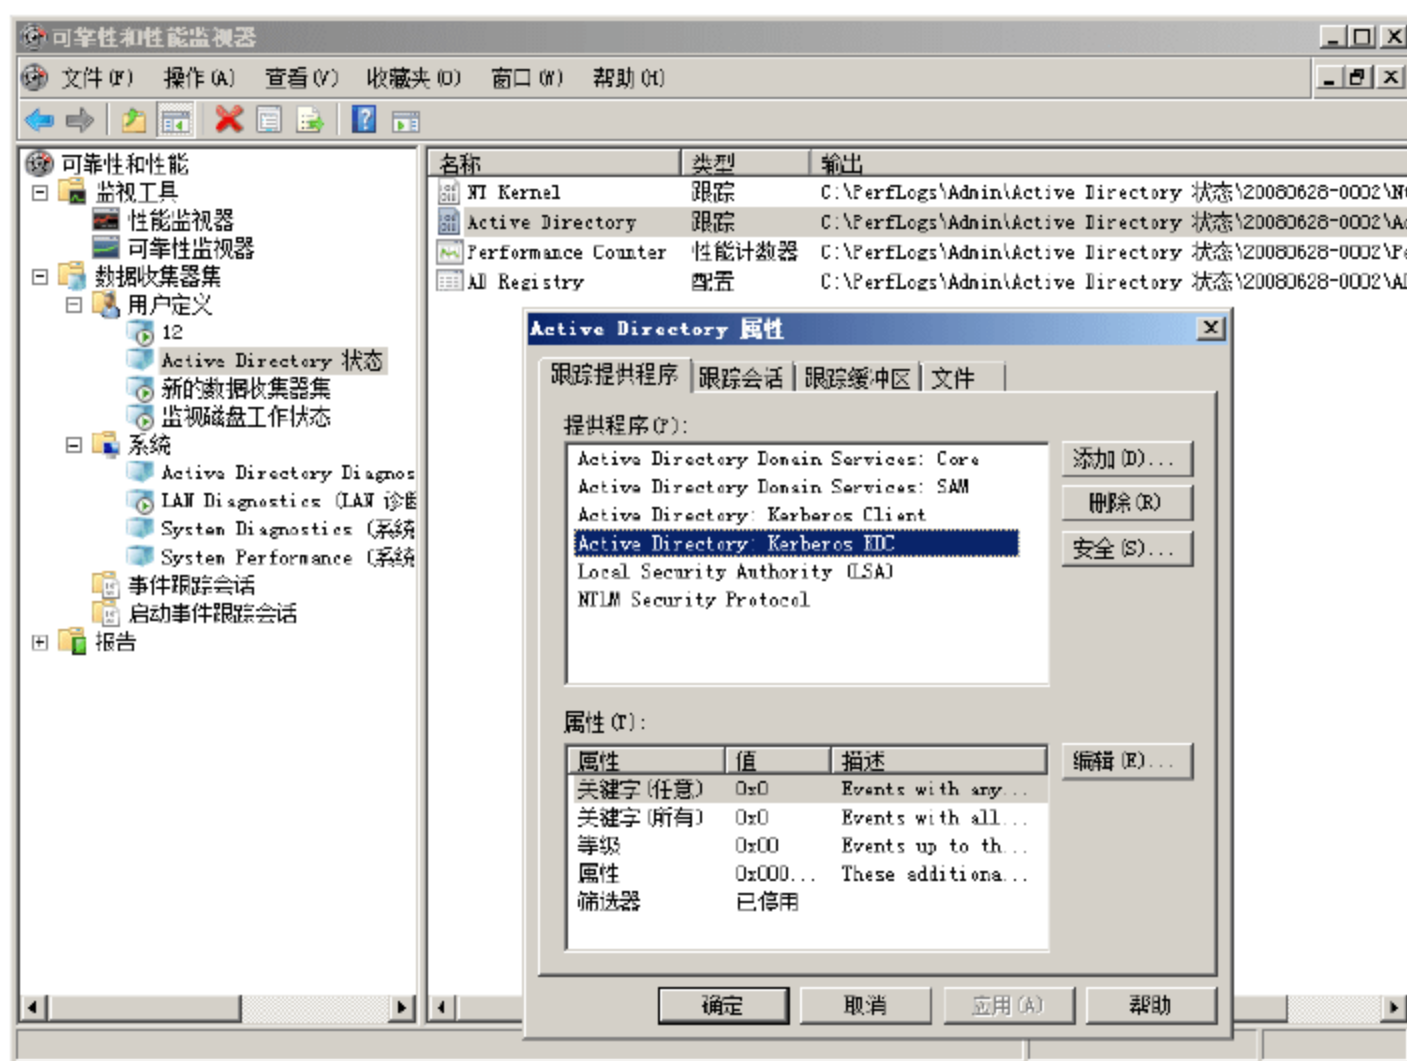 可靠性和性能监视器
文件(F) 操作(A) 查看(V) 收藏夹(O) 窗口(W) 帮助(H)
可靠性和性能
监视工具
性能监视器
可靠性监视器
数据收集器集
用户定义
12
Active Directory 状态
新的数据收集器集
监视磁盘工作状态
系统
Active Directory Diagnos
LAN Diagnostics (LAN 诊断
System Diagnostics (系统
System Performance (系统
事件跟踪会话
启动事件跟踪会话
报告
名称 类型 输出
NT Kernel 跟踪 C:\PerfLogs\Admin\Active Directory 状态\20080628-0002\N
Active Directory 跟踪 C:\PerfLogs\Admin\Active Directory 状态\20080628-0002\Ac
Performance Counter 性能计数器 C:\PerfLogs\Admin\Active Directory 状态\20080628-0002\Pe
AD Registry 配置 C:\PerfLogs\Admin\Active Directory 状态\20080628-0002\AD
Active Directory 属性
跟踪提供程序 跟踪会话 跟踪缓冲区 文件
提供程序(P):
Active Directory Domain Services: Core
Active Directory Domain Services: SAM
Active Directory: Kerberos Client
Active Directory: Kerberos KDC
Local Security Authority (LSA)
NTLM Security Protocol
添加(D)...
删除(R)
安全(S)...
属性(T):
属性 值 描述
关键字(任意) 0x0 Events with any...
关键字(所有) 0x0 Events with all...
等级 0x00 Events up to th...
属性 0x000... These additiona...
筛选器 已停用
编辑(E)...
确定 取消 应用(A) 帮助